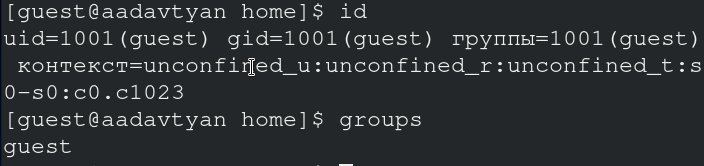 [guest@aadavtyan home]$ id
uid=1001(guest) gid=1001(guest) группы=1001(guest)
контекст=unconfined_u:unconfined_r:unconfined_t:s
0-s0:c0.c1023
[guest@aadavtyan home]$ groups
guest